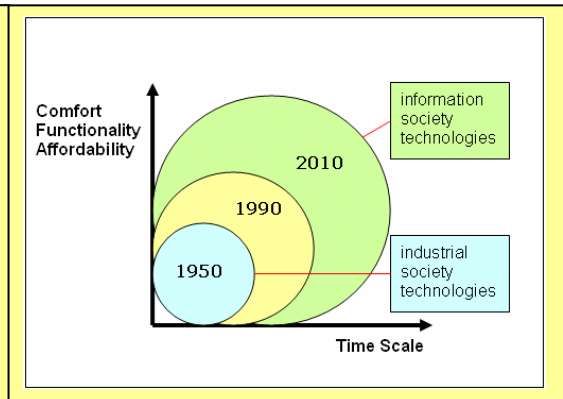 Comfort
Functionality
Affordability
information
society
technologies
2010
1990
1950
industrial
society
technologies
Time Scale